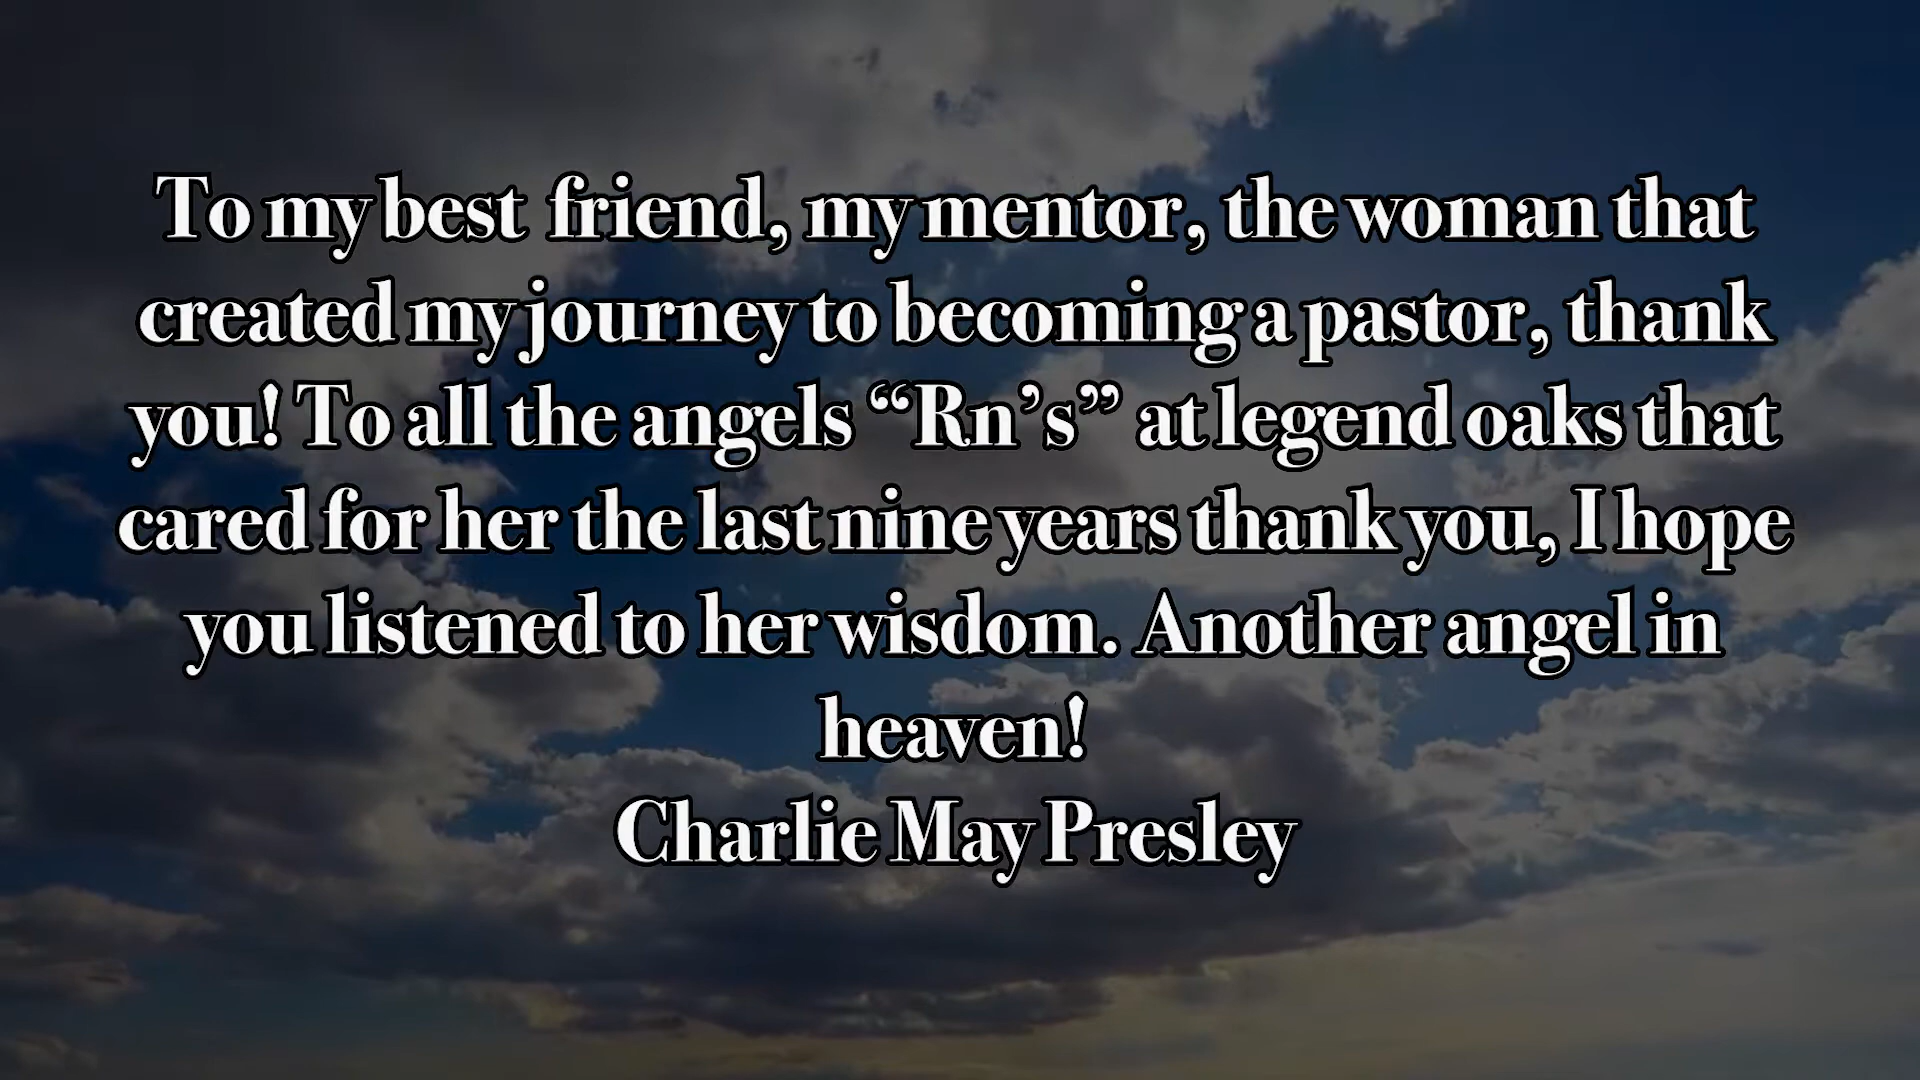 To my best friend, my mentor, the woman that
created my journey to becoming a pastor, thank
you! To all the angels “Rn’s” at legend oaks that
cared for her the last nine years thank you, I hope
you listened to her wisdom. Another angel in
heaven!
Charlie May Presley